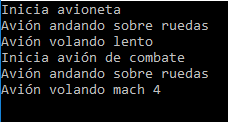 Inicia avioneta
Avión andando sobre ruedas
Avión volando lento
Inicia avión de combate
Avión andando sobre ruedas
Avión volando mach 4